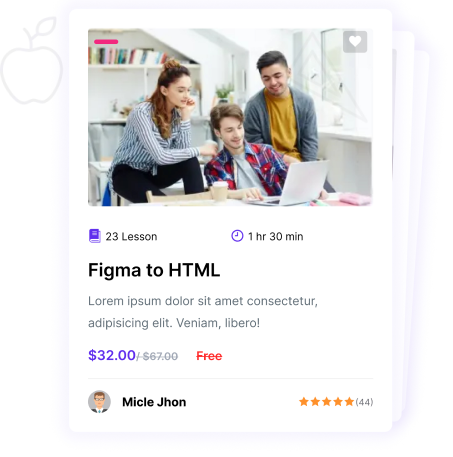 23 Lesson
1 hr 30 min
Figma to HTML
Lorem ipsum dolor sit amet consectetur,
adipisicing elit. Veniam, libero!
$32.00/ $67.00 Free
Micle Jhon
(44)